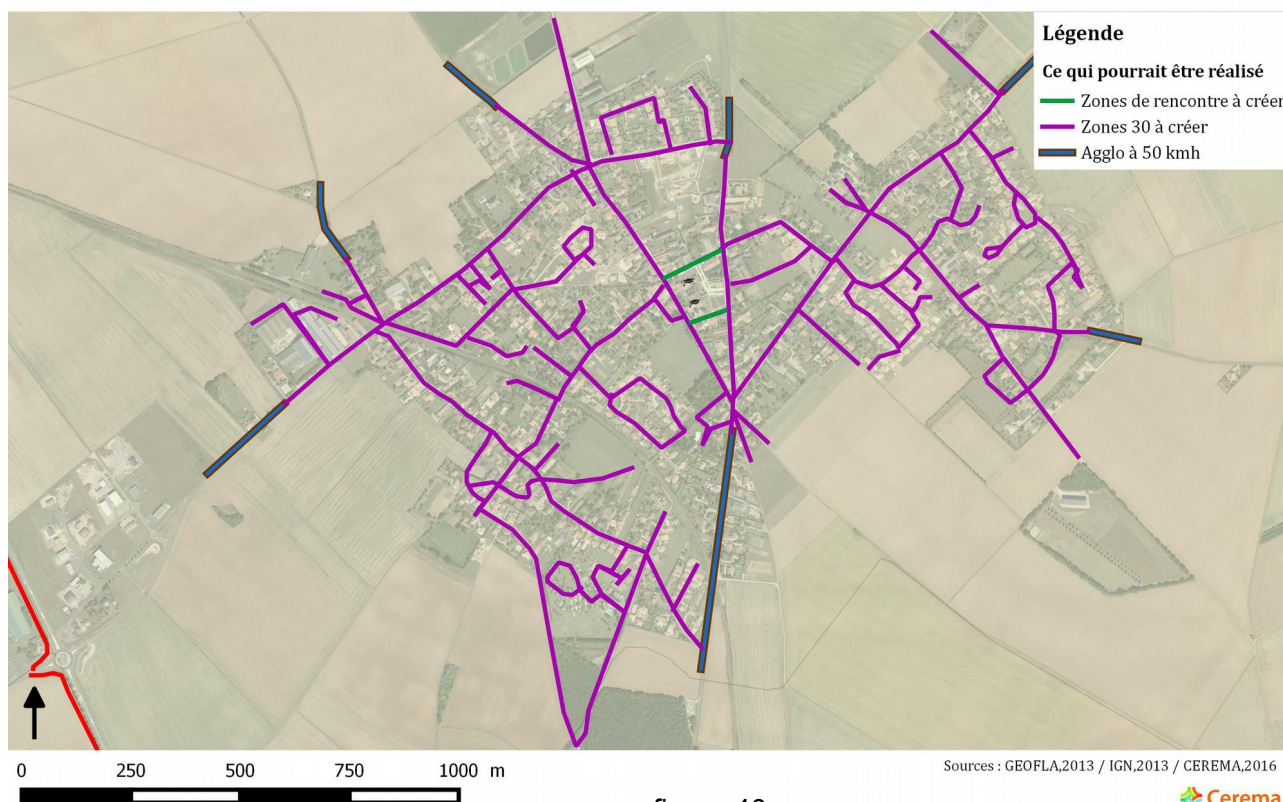 Légende
Ce qui pourrait être réalisé
Zones de rencontre à créer
Zones 30 à créer
Agglo à 50 kmh
0 250 500 750 1000 m
Sources : GEOFLA,2013 / IGN,2013 / CEREMA,2016
Cerema